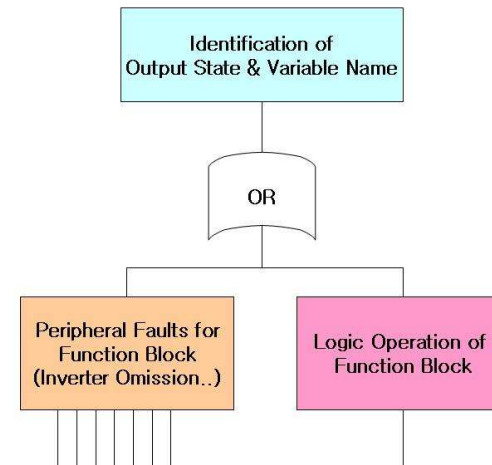 Identification of
Output State & Variable Name
OR
Peripheral Faults for
Function Block
(Inverter Omission..)
Logic Operation of
Function Block